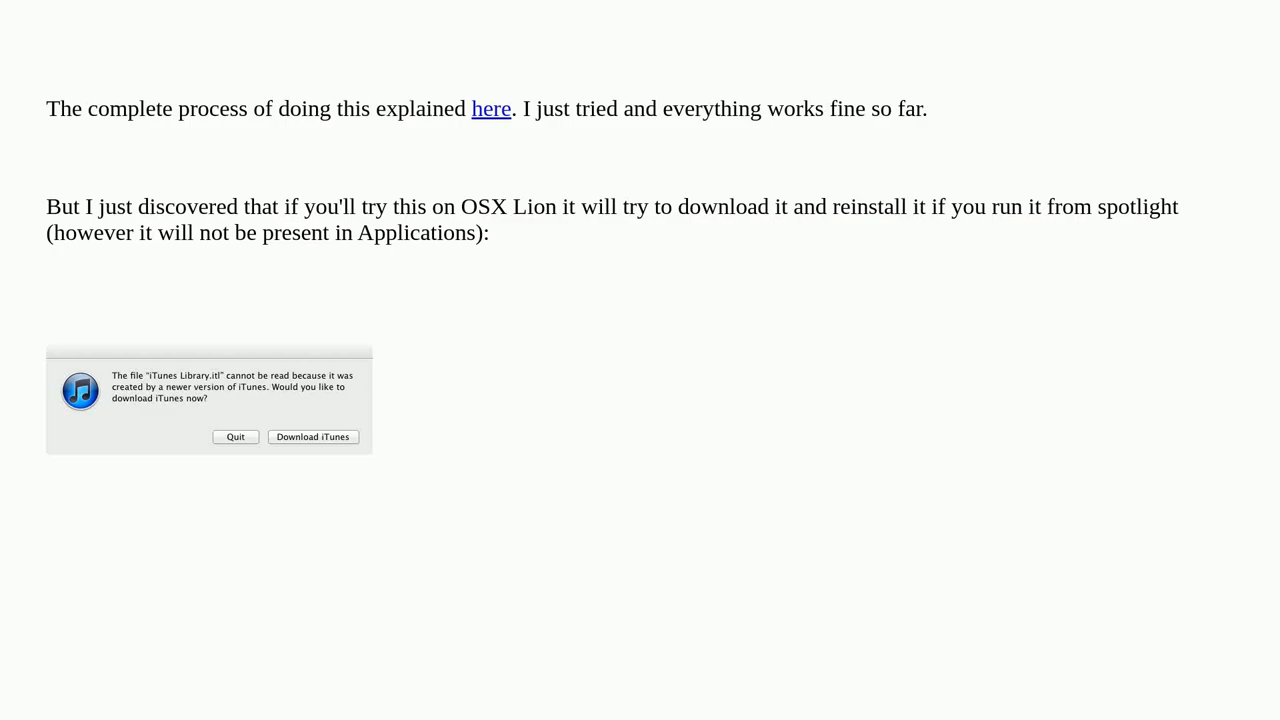 The complete process of doing this explained here. I just tried and everything works fine so far.
But I just discovered that if you'll try this on OSX Lion it will try to download it and reinstall it if you run it from spotlight
(however it will not be present in Applications):
The file “iTunes Library.itl” cannot be read because it was
created by a newer version of iTunes. Would you like to
download iTunes now?
Quit Download iTunes